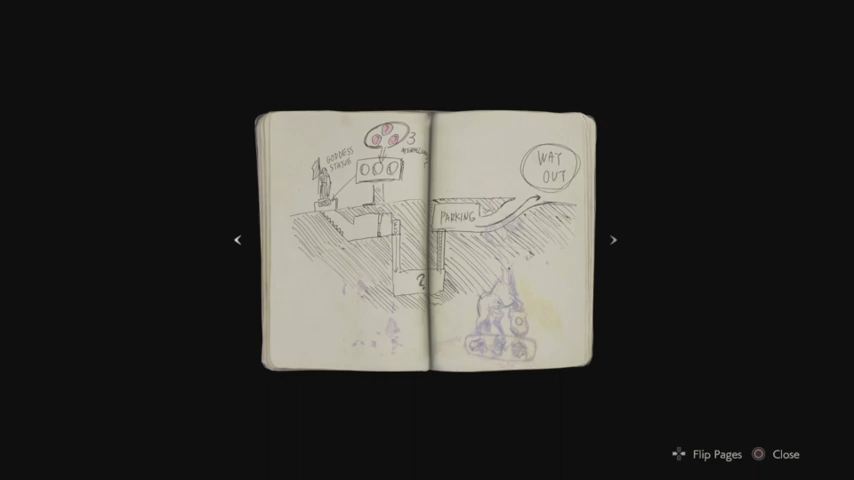 3
GODDESS
STATUE
WAY
OUT
PARKING
?
Flip Pages
Close